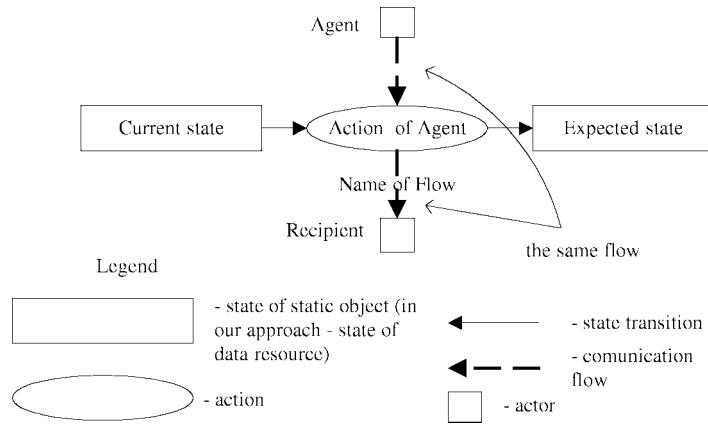 Agent
Current state
Action of Agent
Expected state
Name of Flow
Recipient
the same flow
Legend
- state of static object (in
our approach - state of
data resource)
- action
- state transition
- comunication
flow
- actor